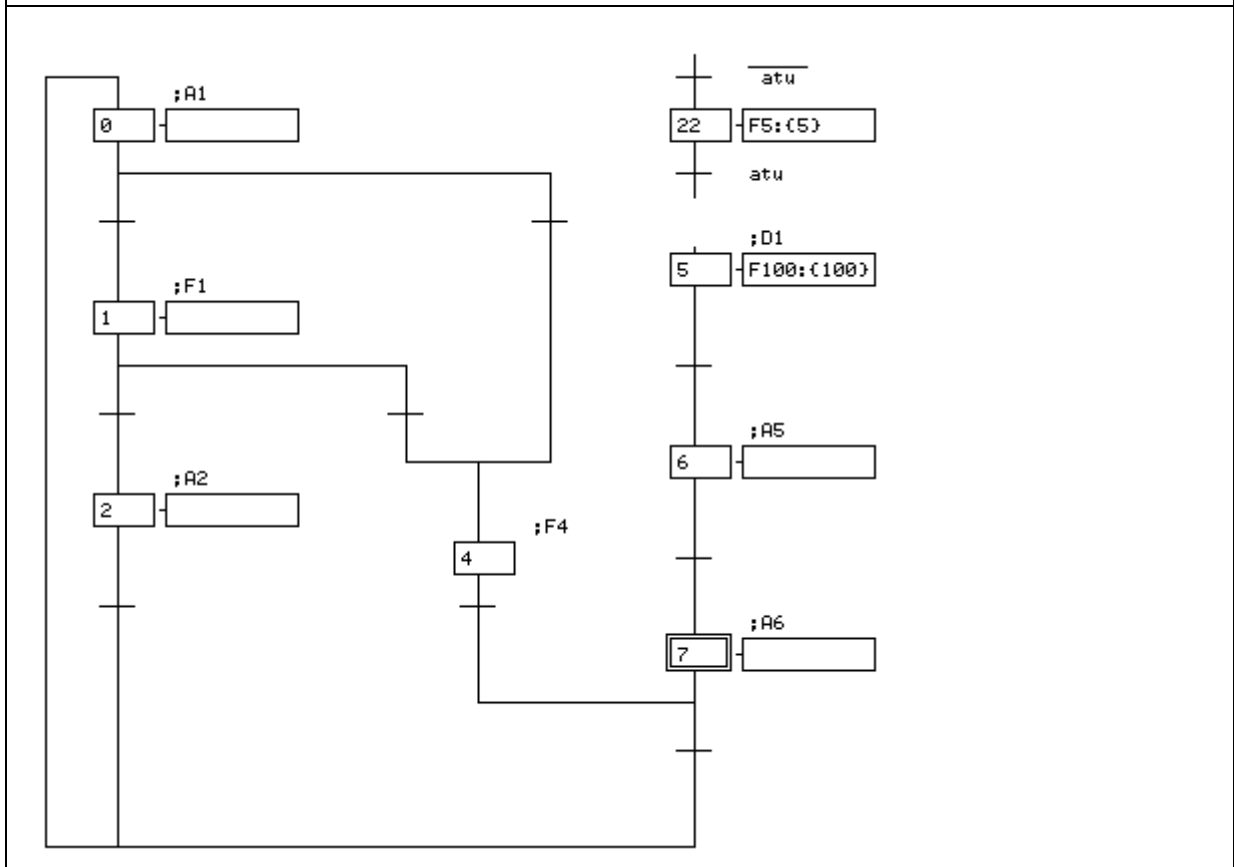 ;A1
0
;F1
1
;A2
2
;F4
4
atu
22 F5:{5}
atu
;D1
5 F100:{100}
;A5
6
;A6
7